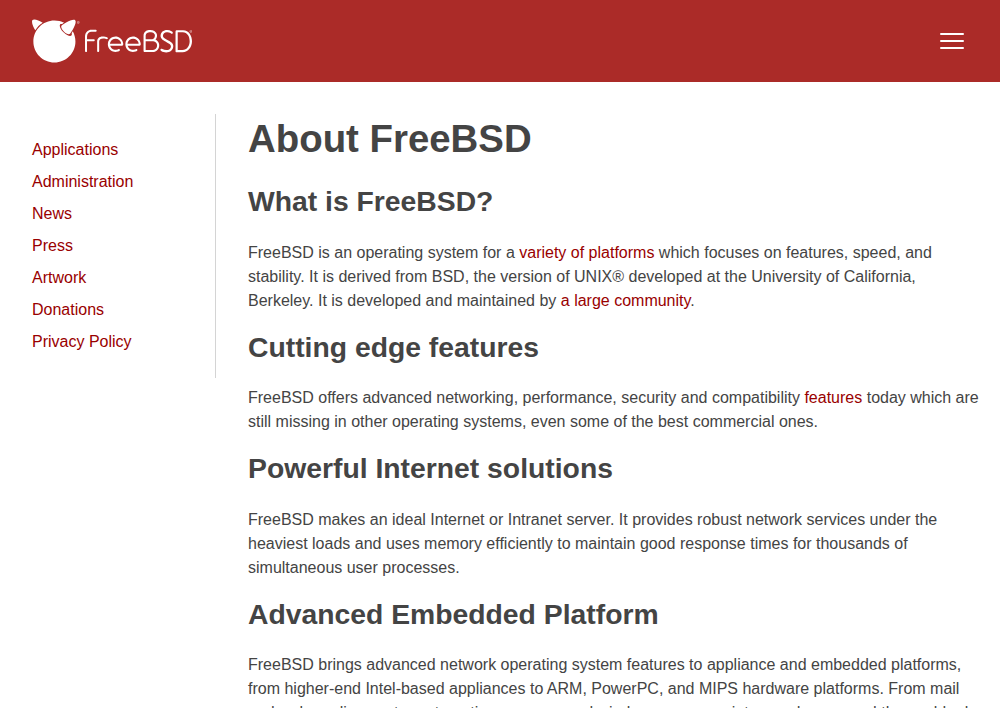 FreeBSD
Applications
Administration
News
Press
Artwork
Donations
Privacy Policy
About FreeBSD
What is FreeBSD?
FreeBSD is an operating system for a variety of platforms which focuses on features, speed, and
stability. It is derived from BSD, the version of UNIX® developed at the University of California,
Berkeley. It is developed and maintained by a large community.
Cutting edge features
FreeBSD offers advanced networking, performance, security and compatibility features today which are
still missing in other operating systems, even some of the best commercial ones.
Powerful Internet solutions
FreeBSD makes an ideal Internet or Intranet server. It provides robust network services under the
heaviest loads and uses memory efficiently to maintain good response times for thousands of
simultaneous user processes.
Advanced Embedded Platform
FreeBSD brings advanced network operating system features to appliance and embedded platforms,
from higher-end Intel-based appliances to ARM, PowerPC, and MIPS hardware platforms. From mail